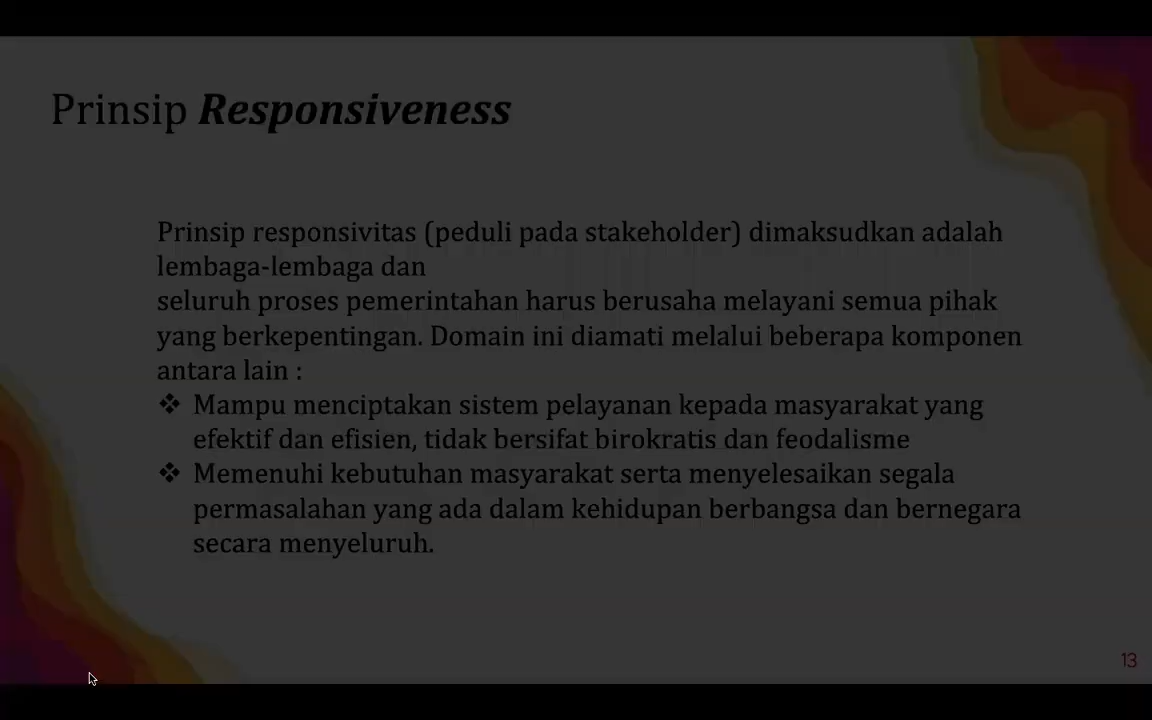 Prinsip Responsiveness
Prinsip responsivitas (peduli pada stakeholder) dimaksudkan adalah
lembaga-lembaga dan
seluruh proses pemerintahan harus berusaha melayani semua pihak
yang berkepentingan. Domain ini diamati melalui beberapa komponen
antara lain :
❖ Mampu menciptakan sistem pelayanan kepada masyarakat yang
efektif dan efisien, tidak bersifat birokratis dan feodalisme
❖ Memenuhi kebutuhan masyarakat serta menyelesaikan segala
permasalahan yang ada dalam kehidupan berbangsa dan bernegara
secara menyeluruh.
13